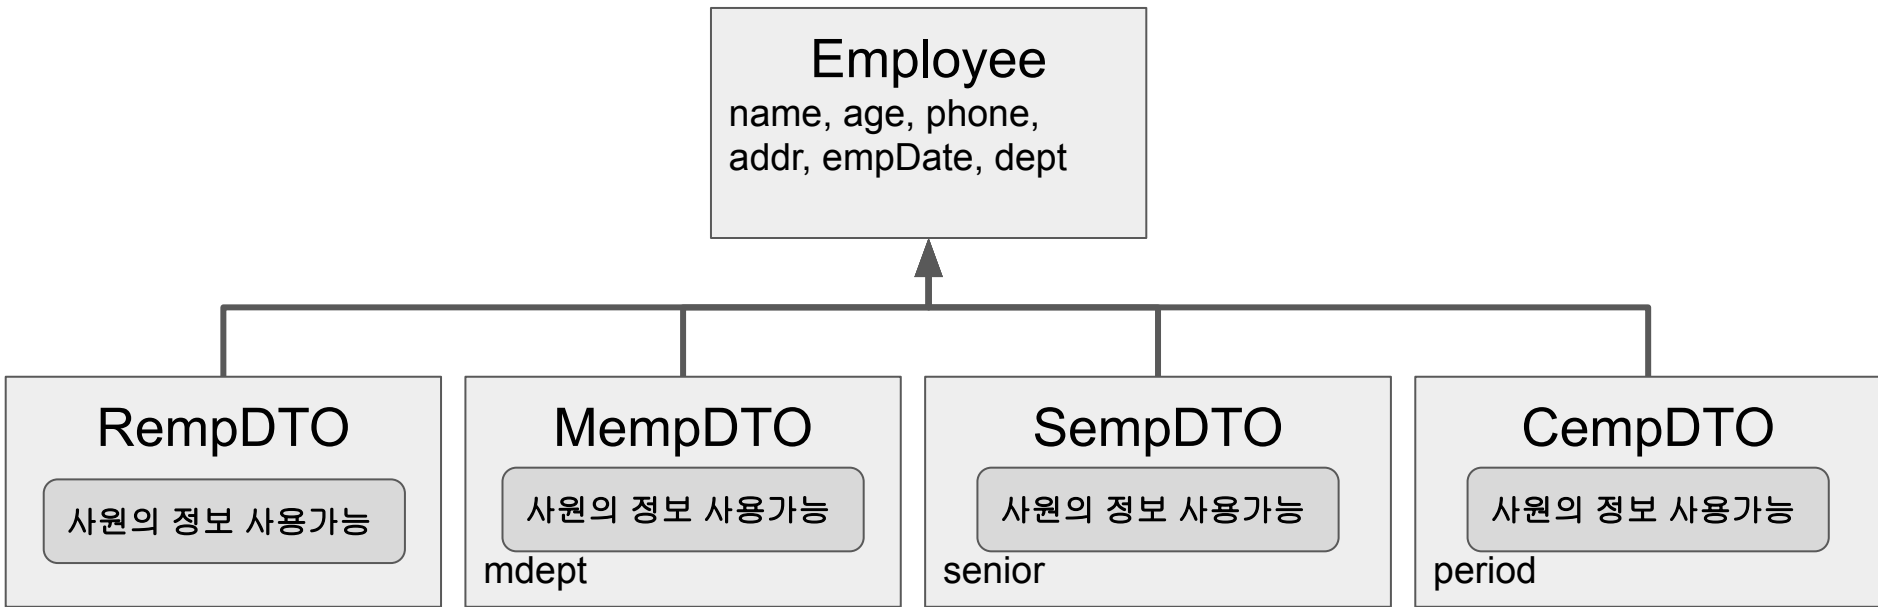 Employee
name, age, phone,
addr, empDate, dept
RempDTO
사원의 정보 사용가능
MempDTO
사원의 정보 사용가능
mdept
SempDTO
사원의 정보 사용가능
senior
CempDTO
사원의 정보 사용가능
period